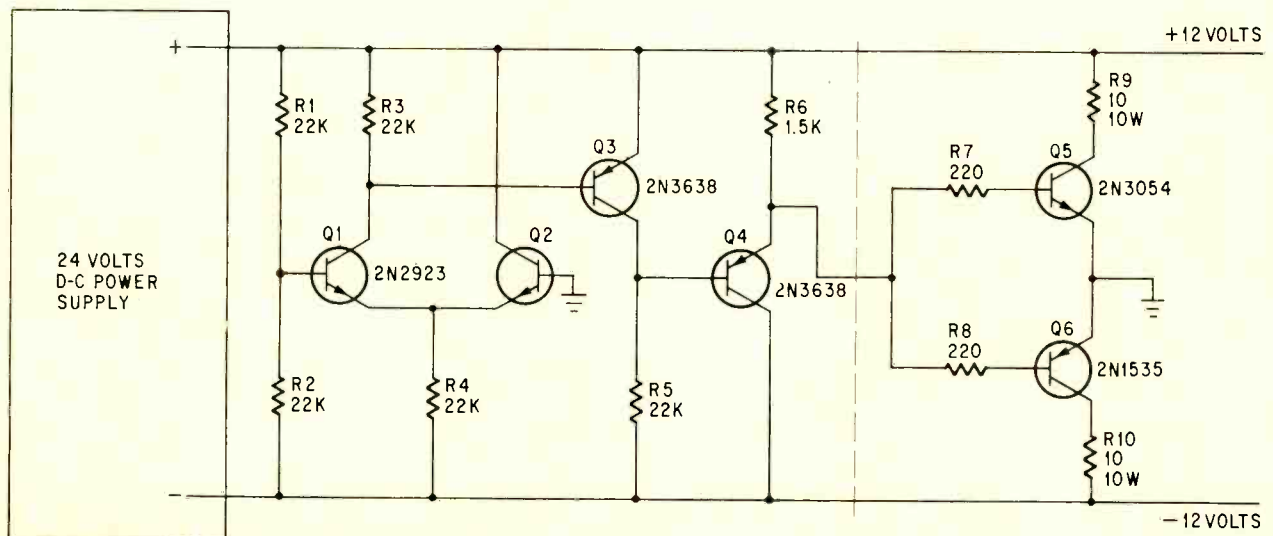 +12 VOLTS
+
R1
22K
R3
22K
R6
1.5K
R9
10
10W
Q3
2N3638
R7
220
Q5
2N3054
24 VOLTS
D-C POWER
SUPPLY
Q1
2N2923
Q2
Q4
2N3638
R2
22K
R4
22K
R5
22K
R8
220
Q6
2N1535
R10
10
10W
-
-12 VOLTS